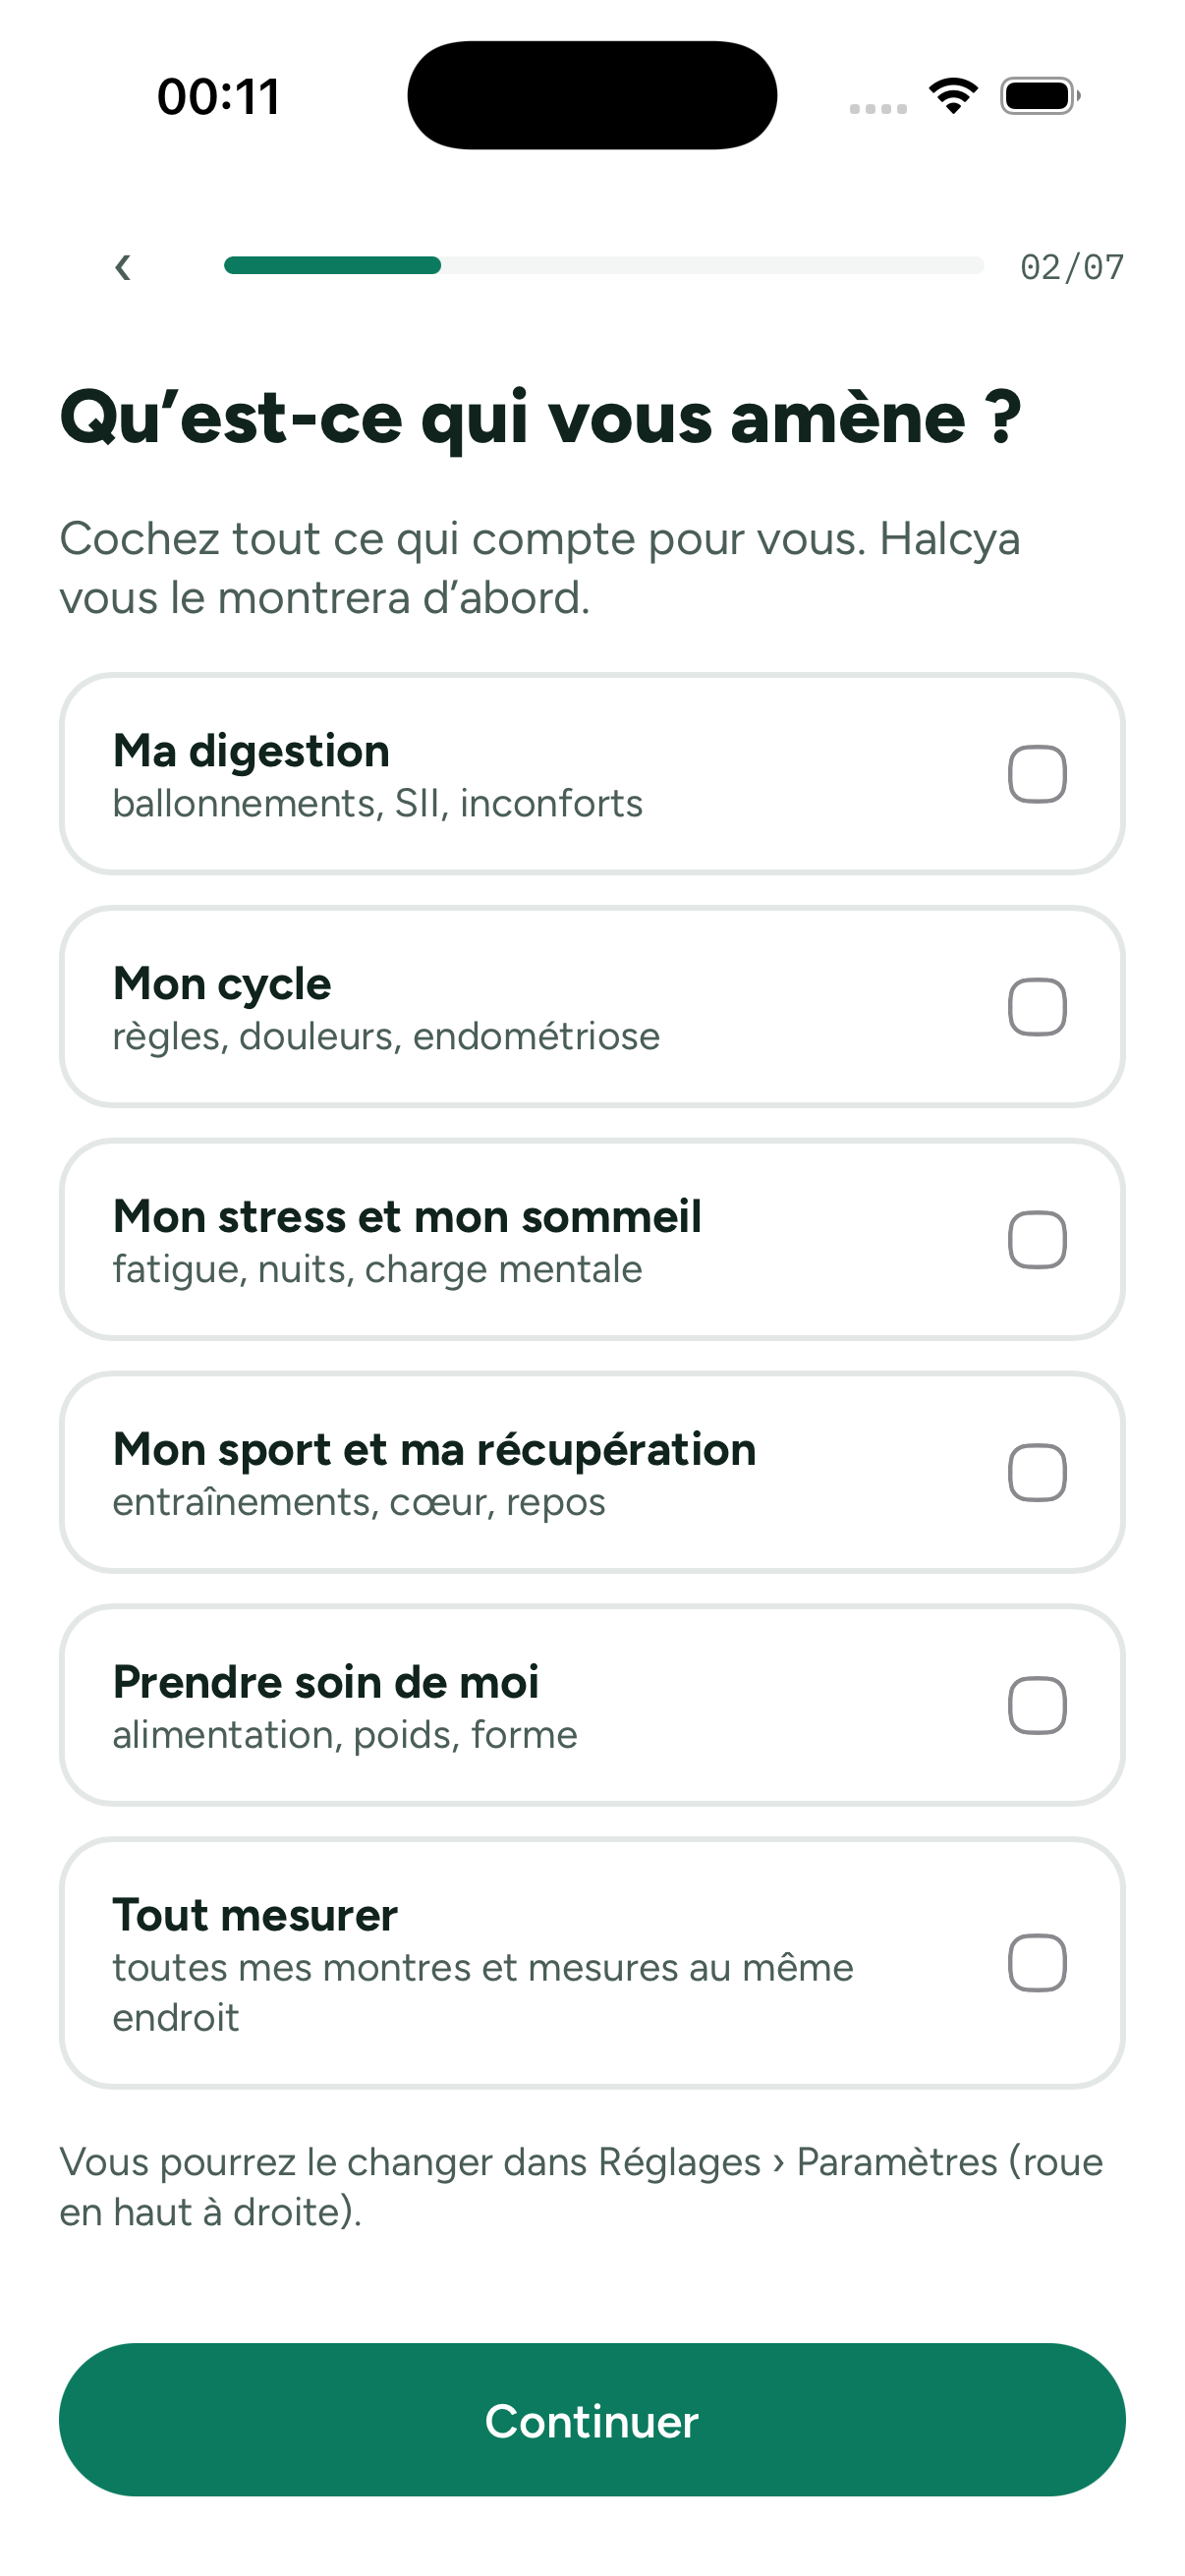 00:11
02/07
Qu’est-ce qui vous amène ?
Cochez tout ce qui compte pour vous. Halcya
vous le montrera d’abord.
Ma digestion
ballonnements, SII, inconforts
Mon cycle
règles, douleurs, endométriose
Mon stress et mon sommeil
fatigue, nuits, charge mentale
Mon sport et ma récupération
entraînements, cœur, repos
Prendre soin de moi
alimentation, poids, forme
Tout mesurer
toutes mes montres et mesures au même
endroit
Vous pourrez le changer dans Réglages › Paramètres (roue
en haut à droite).
Continuer